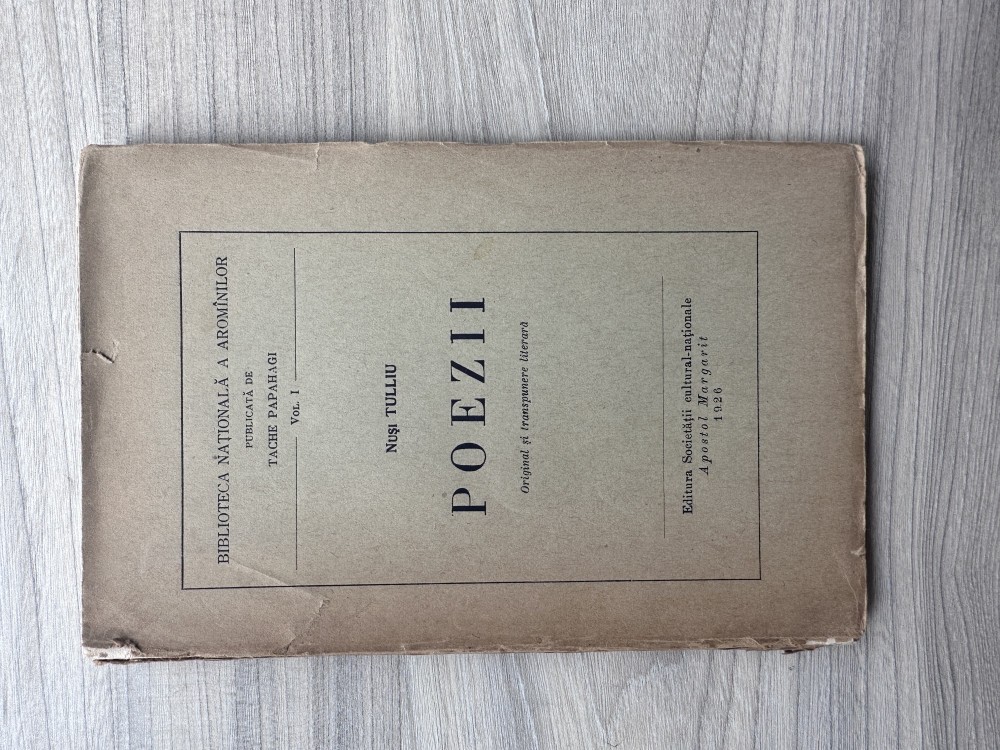 BIBLIOTECA NAȚIONALĂ A AROMÎNILOR
PUBLICATĂ DE
TACHE PAPAHAGI
VOL. I
NUȘI TULLIU
POEZII
Original și transpunere literară
Editura Societății cultural-naționale
Apostol Margarit
1926